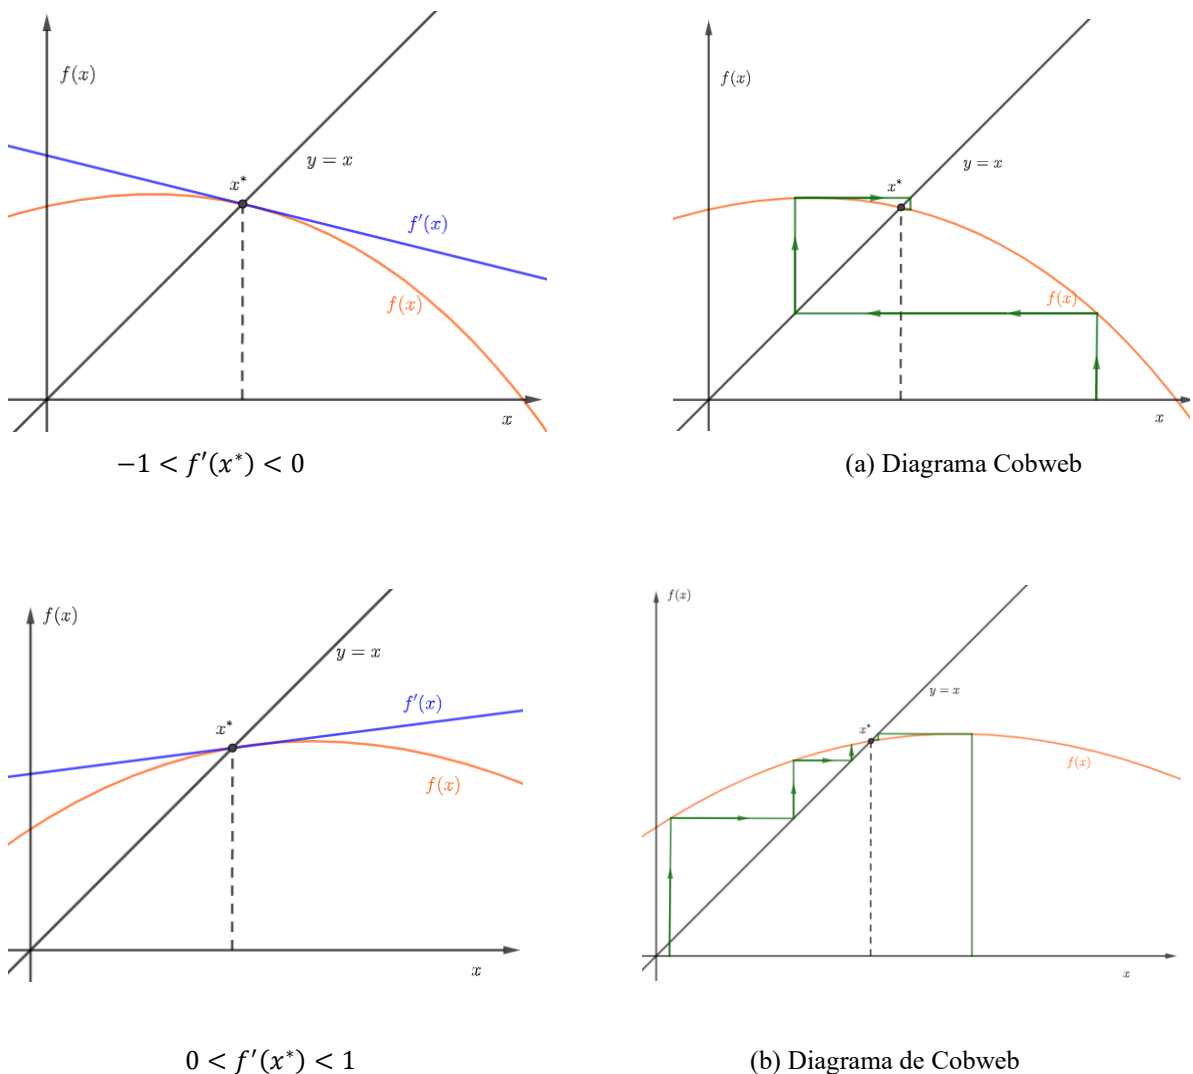 f(x)
y = x
x*
f'(x)
f(x)
x
−1 < f′(x*) < 0
f(x)
y = x
x*
f(x)
x
(a) Diagrama Cobweb
f(x)
y = x
f'(x)
x*
f(x)
x
0 < f′(x*) < 1
f(x)
y = x
x*
f(x)
x
(b) Diagrama de Cobweb